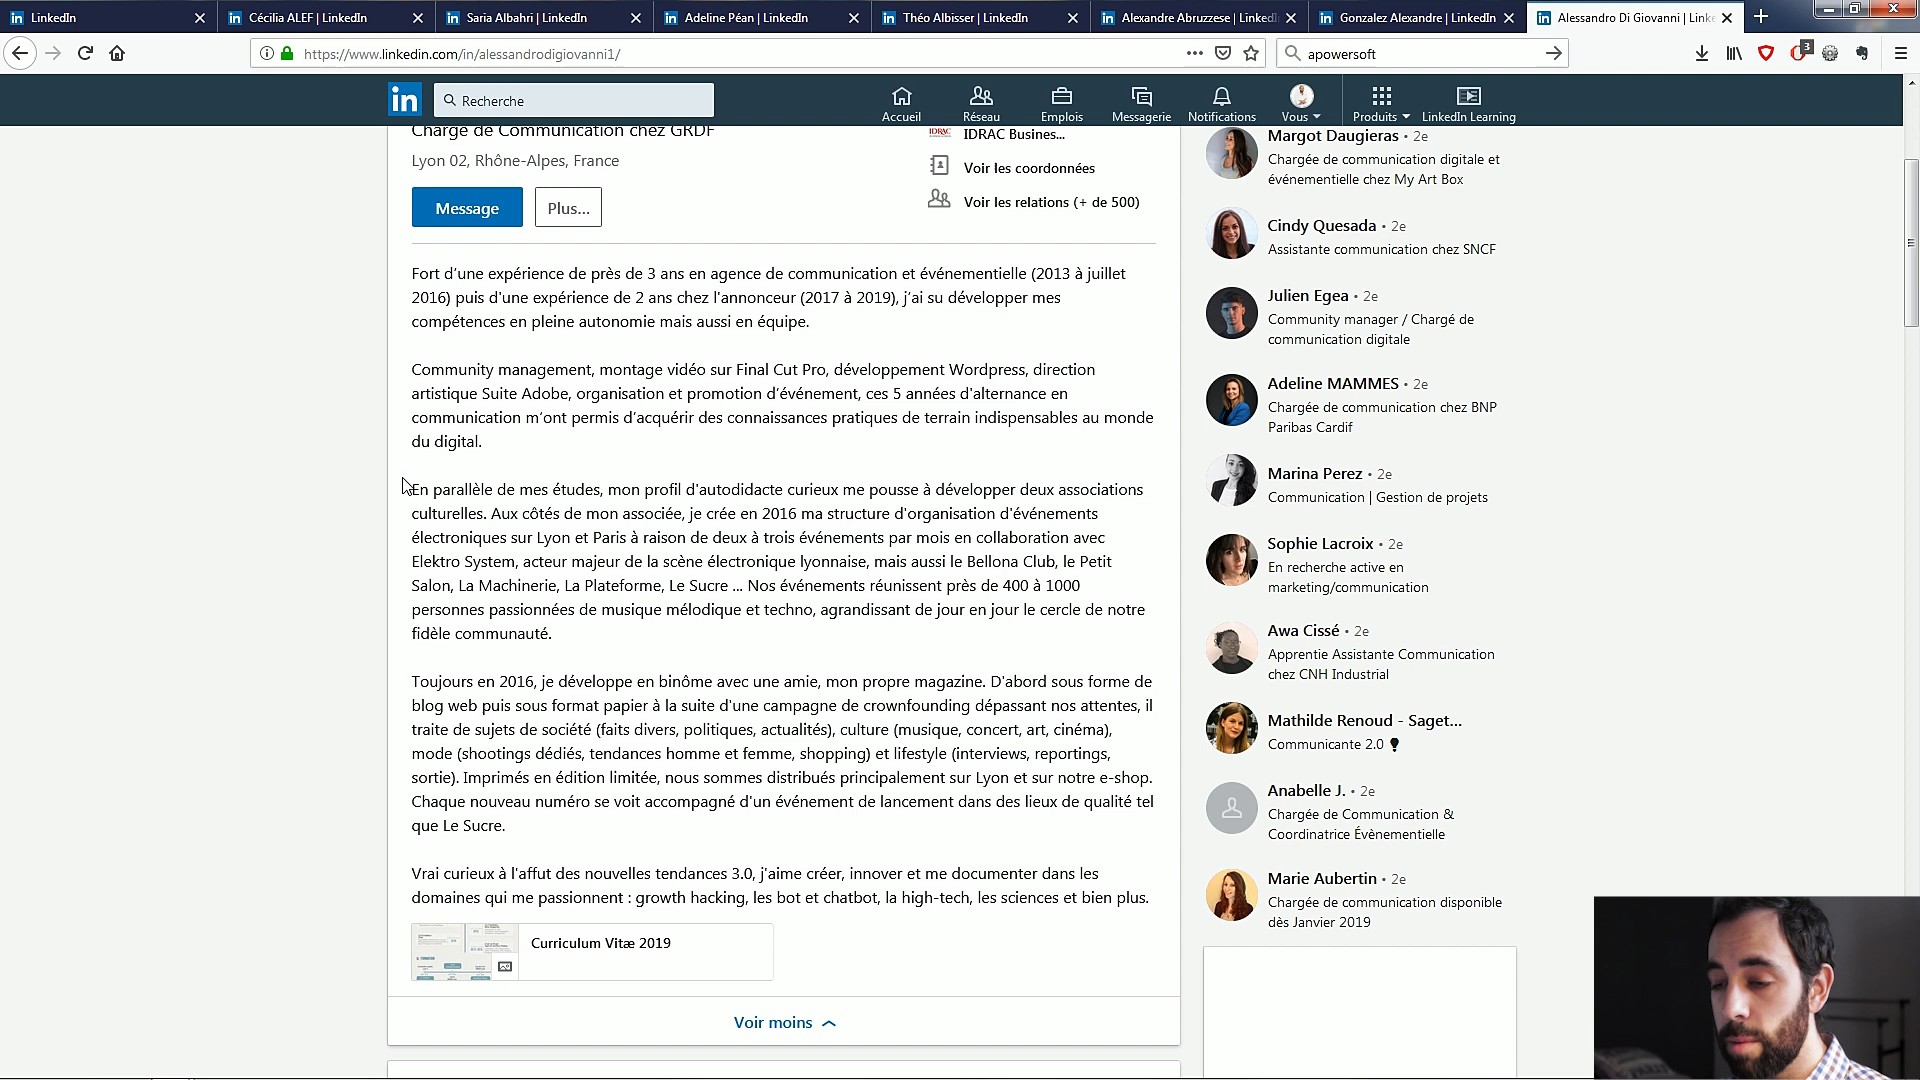 LinkedIn
Cécilia ALEF | LinkedIn
Saria Albahri | LinkedIn
Adeline Péan | LinkedIn
Théo Albisser | LinkedIn
Alexandre Abruzzese | LinkedIn
Gonzalez Alexandre | LinkedIn
Alessandro Di Giovanni | Linke
https://www.linkedin.com/in/alessandrodigiovanni1/
apowersoft
3
in
Recherche
Accueil
Réseau
Emplois
Messagerie
Notifications
Vous
Produits
LinkedIn Learning
Chargé de Communication chez GRDF
Lyon 02, Rhône-Alpes, France
Message
Plus...
IDRAC
IDRAC Busines...
Voir les coordonnées
Voir les relations (+ de 500)
Fort d'une expérience de près de 3 ans en agence de communication et événementielle (2013 à juillet
2016) puis d'une expérience de 2 ans chez l'annonceur (2017 à 2019), j'ai su développer mes
compétences en pleine autonomie mais aussi en équipe.
Community management, montage vidéo sur Final Cut Pro, développement Wordpress, direction
artistique Suite Adobe, organisation et promotion d'événement, ces 5 années d'alternance en
communication m'ont permis d'acquérir des connaissances pratiques de terrain indispensables au monde
du digital.
En parallèle de mes études, mon profil d'autodidacte curieux me pousse à développer deux associations
culturelles. Aux côtés de mon associée, je crée en 2016 ma structure d'organisation d'événements
électroniques sur Lyon et Paris à raison de deux à trois événements par mois en collaboration avec
Elektro System, acteur majeur de la scène électronique lyonnaise, mais aussi le Bellona Club, le Petit
Salon, La Machinerie, La Plateforme, Le Sucre ... Nos événements réunissent près de 400 à 1000
personnes passionnées de musique mélodique et techno, agrandissant de jour en jour le cercle de notre
fidèle communauté.
Toujours en 2016, je développe en binôme avec une amie, mon propre magazine. D'abord sous forme de
blog web puis sous format papier à la suite d'une campagne de crownfounding dépassant nos attentes, il
traite de sujets de société (faits divers, politiques, actualités), culture (musique, concert, art, cinéma),
mode (shootings dédiés, tendances homme et femme, shopping) et lifestyle (interviews, reportings,
sortie). Imprimés en édition limitée, nous sommes distribués principalement sur Lyon et sur notre e-shop.
Chaque nouveau numéro se voit accompagné d'un événement de lancement dans des lieux de qualité tel
que Le Sucre.
Vrai curieux à l'affut des nouvelles tendances 3.0, j'aime créer, innover et me documenter dans les
domaines qui me passionnent : growth hacking, les bot et chatbot, la high-tech, les sciences et bien plus.
Curriculum Vitæ 2019
Voir moins
Margot Daugieras • 2e
Chargée de communication digitale et
événementielle chez My Art Box
Cindy Quesada • 2e
Assistante communication chez SNCF
Julien Egea • 2e
Community manager / Chargé de
communication digitale
Adeline MAMMES • 2e
Chargée de communication chez BNP
Paribas Cardif
Marina Perez • 2e
Communication | Gestion de projets
Sophie Lacroix • 2e
En recherche active en
marketing/communication
Awa Cissé • 2e
Apprentie Assistante Communication
chez CNH Industrial
Mathilde Renoud - Saget...
Communicante 2.0
Anabelle J. • 2e
Chargée de Communication &
Coordinatrice Évènementielle
Marie Aubertin • 2e
Chargée de communication disponible
dès Janvier 2019